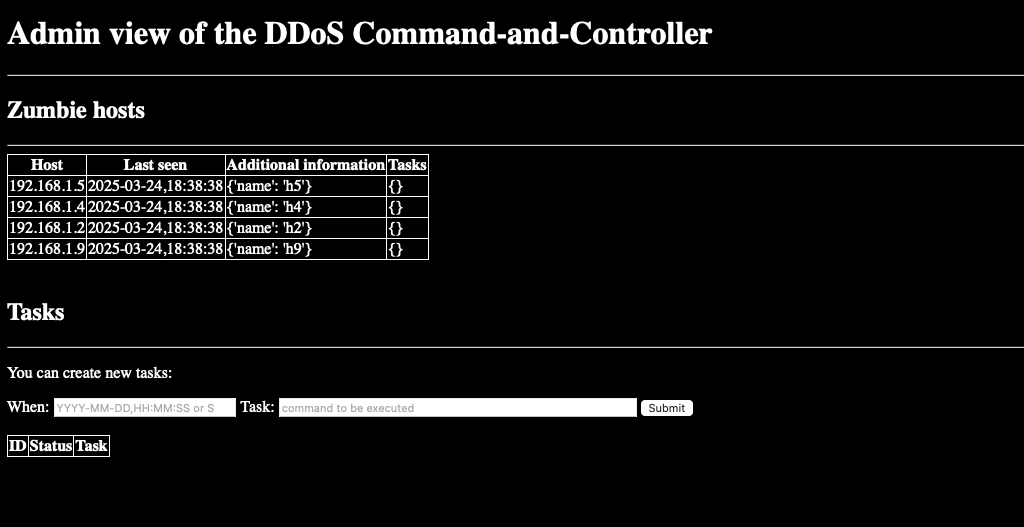 Admin view of the DDoS Command-and-Controller
Zumbie hosts
Host Last seen Additional information Tasks
192.168.1.5 2025-03-24,18:38:38 {'name': 'h5'} {}
192.168.1.4 2025-03-24,18:38:38 {'name': 'h4'} {}
192.168.1.2 2025-03-24,18:38:38 {'name': 'h2'} {}
192.168.1.9 2025-03-24,18:38:38 {'name': 'h9'} {}
Tasks
You can create new tasks:
When: YYYY-MM-DD,HH:MM:SS or S Task: command to be executed Submit
ID Status Task